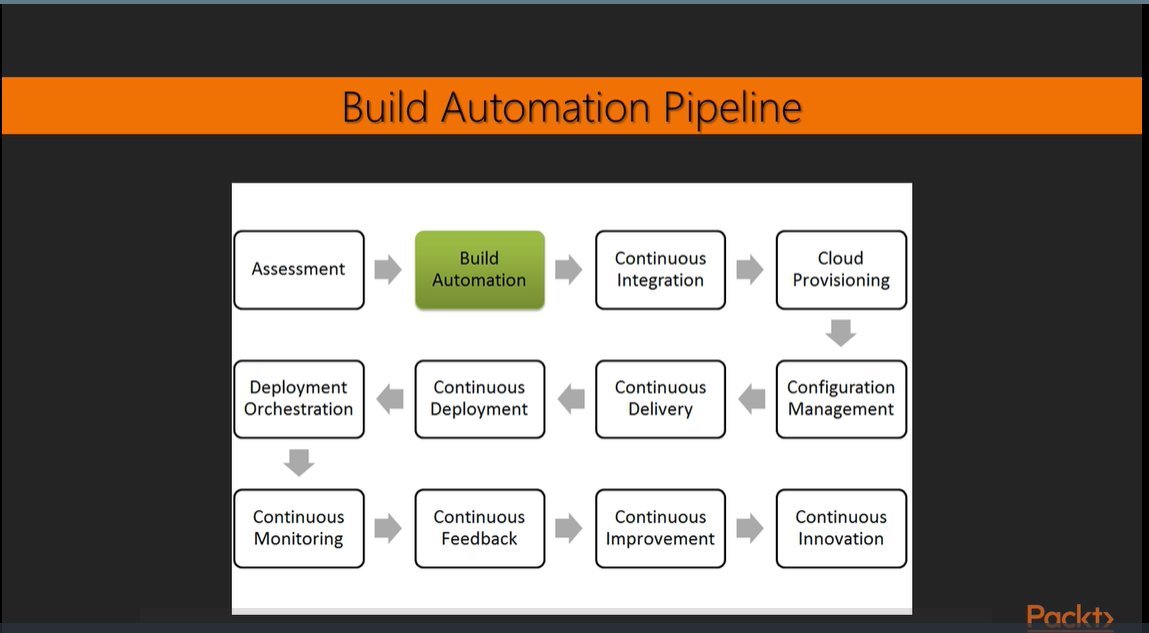 Build Automation Pipeline
Assessment
Build
Automation
Continuous
Integration
Cloud
Provisioning
Deployment
Orchestration
Continuous
Deployment
Continuous
Delivery
Configuration
Management
Continuous
Monitoring
Continuous
Feedback
Continuous
Improvement
Continuous
Innovation
Packt>